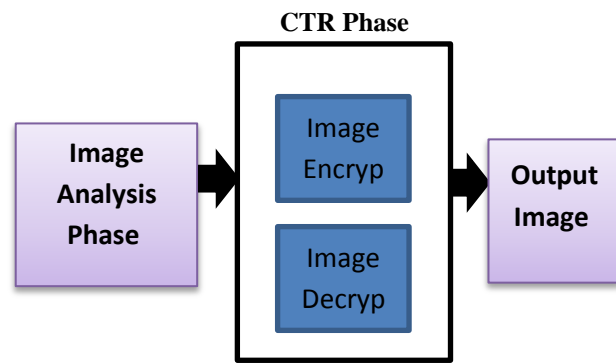 CTR Phase
Image
Analysis
Phase
Image
Encryp
Image
Decryp
Output
Image